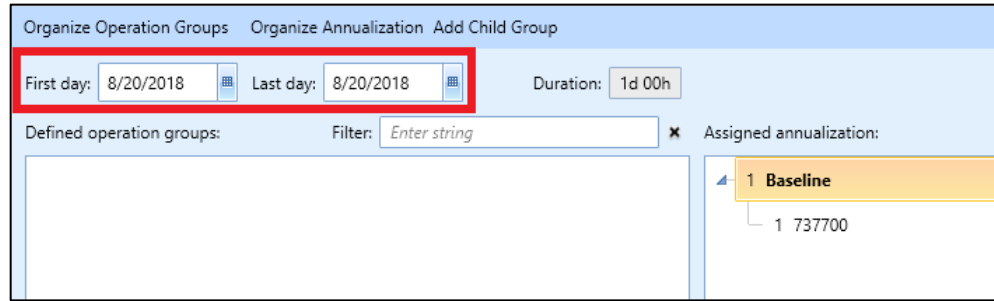 Organize Operation Groups Organize Annualization Add Child Group
First day: 8/20/2018 Last day: 8/20/2018 Duration: 1d 00h
Defined operation groups: Filter: Enter string Assigned annualization:
1 Baseline
1 737700